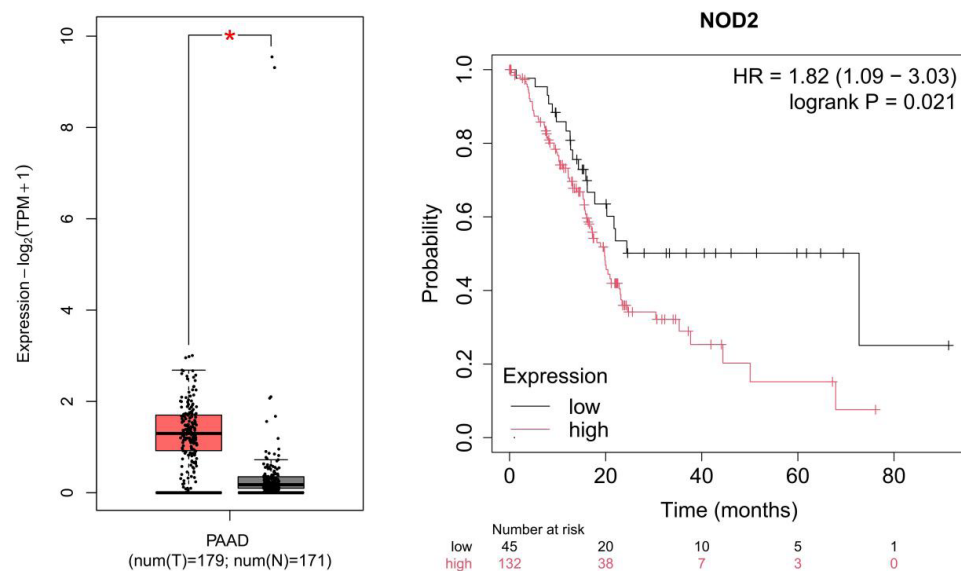 Expression − log₂(TPM + 1)
10
8
6
4
2
0
*
PAAD
(num(T)=179; num(N)=171)
NOD2
HR = 1.82 (1.09 − 3.03)
logrank P = 0.021
Probability
1.0
0.8
0.6
0.4
0.2
0.0
Expression
low
high
0 20 40 60 80
Time (months)
Number at risk
low 45 20 10 5 1
high 132 38 7 3 0